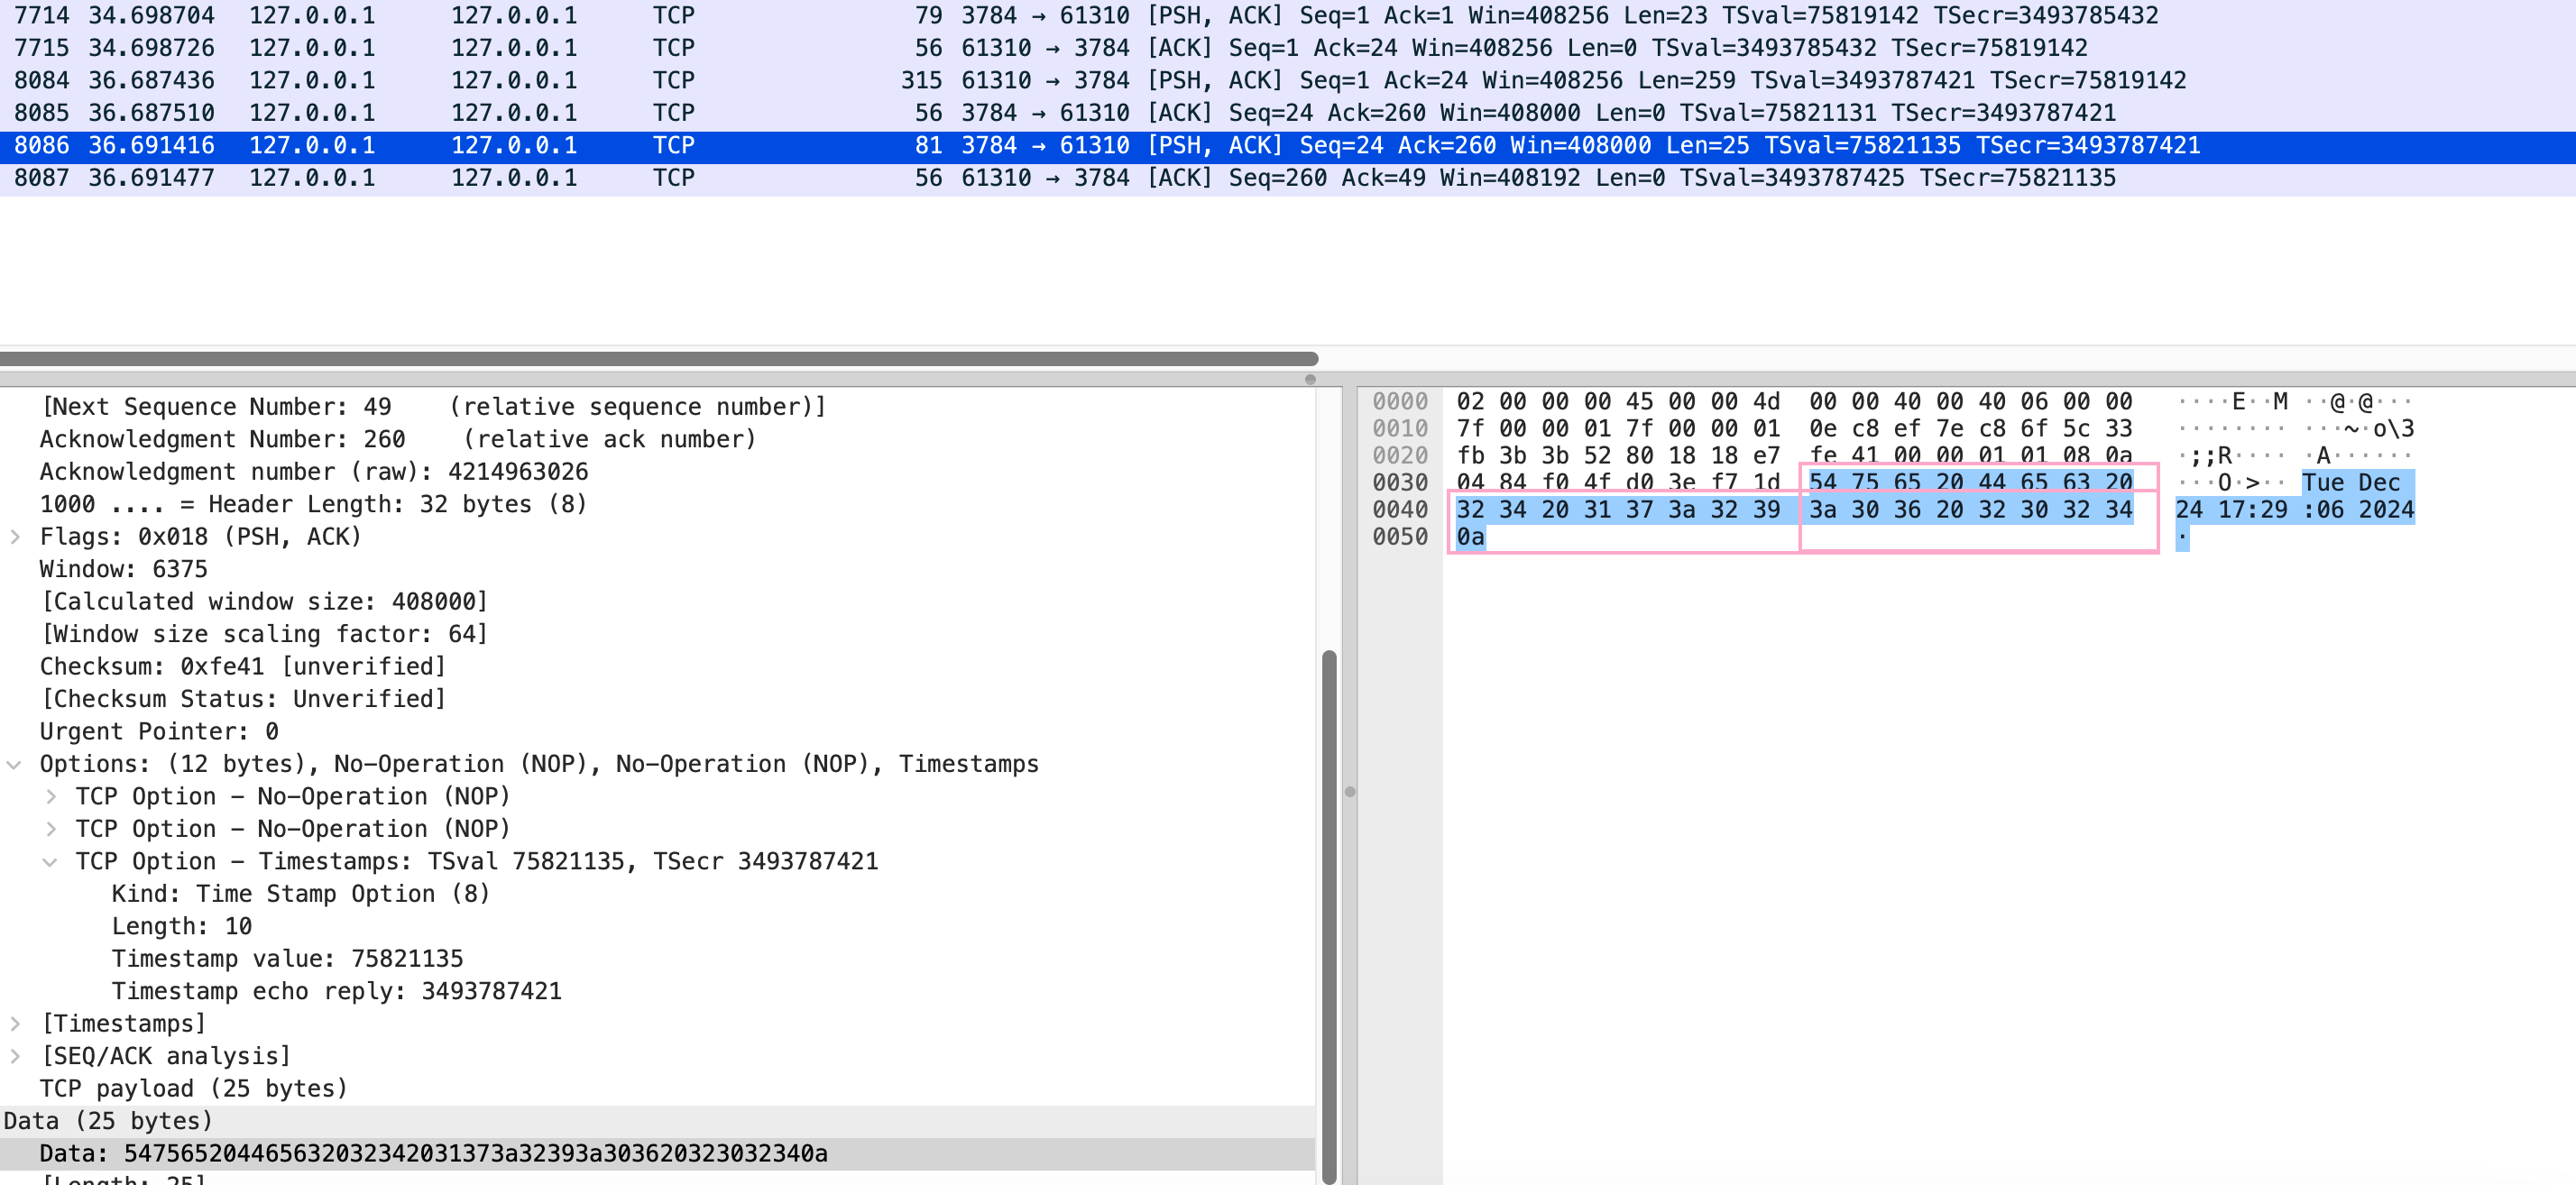 7714 34.698704 127.0.0.1 127.0.0.1 TCP 79 3784 → 61310 [PSH, ACK] Seq=1 Ack=1 Win=408256 Len=23 TSval=75819142 TSecr=3493785432
7715 34.698726 127.0.0.1 127.0.0.1 TCP 56 61310 → 3784 [ACK] Seq=1 Ack=24 Win=408256 Len=0 TSval=3493785432 TSecr=75819142
8084 36.687436 127.0.0.1 127.0.0.1 TCP 315 61310 → 3784 [PSH, ACK] Seq=1 Ack=24 Win=408256 Len=259 TSval=3493787421 TSecr=75819142
8085 36.687510 127.0.0.1 127.0.0.1 TCP 56 3784 → 61310 [ACK] Seq=24 Ack=260 Win=408000 Len=0 TSval=75821131 TSecr=3493787421
8086 36.691416 127.0.0.1 127.0.0.1 TCP 81 3784 → 61310 [PSH, ACK] Seq=24 Ack=260 Win=408000 Len=25 TSval=75821135 TSecr=3493787421
8087 36.691477 127.0.0.1 127.0.0.1 TCP 56 61310 → 3784 [ACK] Seq=260 Ack=49 Win=408192 Len=0 TSval=3493787425 TSecr=75821135
[Next Sequence Number: 49 (relative sequence number)]
Acknowledgment Number: 260 (relative ack number)
Acknowledgment number (raw): 4214963026
1000 .... = Header Length: 32 bytes (8)
Flags: 0x018 (PSH, ACK)
Window: 6375
[Calculated window size: 408000]
[Window size scaling factor: 64]
Checksum: 0xfe41 [unverified]
[Checksum Status: Unverified]
Urgent Pointer: 0
Options: (12 bytes), No-Operation (NOP), No-Operation (NOP), Timestamps
TCP Option - No-Operation (NOP)
TCP Option - No-Operation (NOP)
TCP Option - Timestamps: TSval 75821135, TSecr 3493787421
Kind: Time Stamp Option (8)
Length: 10
Timestamp value: 75821135
Timestamp echo reply: 3493787421
[Timestamps]
[SEQ/ACK analysis]
TCP payload (25 bytes)
Data (25 bytes)
Data: 54756520446563203234203137​3a32393a303620323032340a
[Length: 25]
0000 02 00 00 00 45 00 00 4d 00 00 40 00 40 06 00 00 ····E··M ··@·@···
0010 7f 00 00 01 7f 00 00 01 0e c8 ef 7e c8 6f 5c 33 ········ ···~·o\3
0020 fb 3b 3b 52 80 18 18 e7 fe 41 00 00 01 01 08 0a ·;;R···· ·A······
0030 04 84 f0 4f d0 3e f7 1d 54 75 65 20 44 65 63 20 ···O·>·· Tue Dec
0040 32 34 20 31 37 3a 32 39 3a 30 36 20 32 30 32 34 24 17:29 :06 2024
0050 0a ·